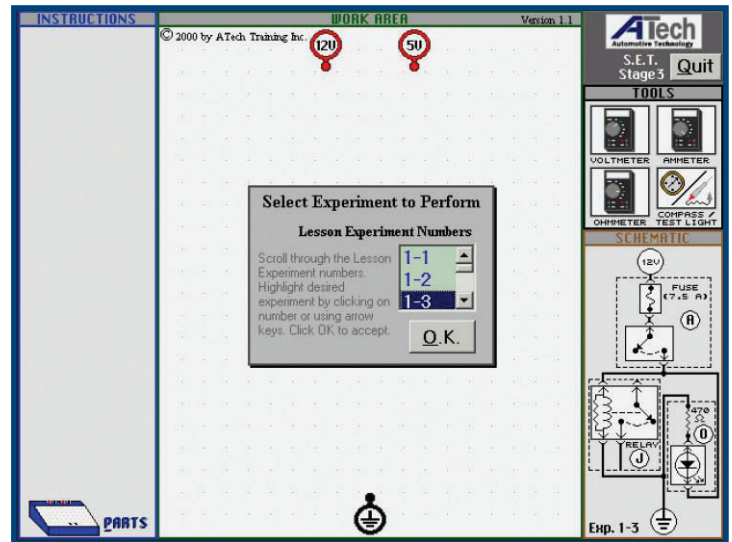 INSTRUCTIONS
WORK AREA
Version 1.1
© 2000 by ATech Training Inc.
12V
5V
ATech
Automotive Technology
S.E.T.
Stage 3
Quit
TOOLS
VOLTMETER
AMMETER
OHMMETER
COMPASS /
TEST LIGHT
Select Experiment to Perform
Lesson Experiment Numbers
Scroll through the Lesson
Experiment numbers.
Highlight desired
experiment by clicking on
number or using arrow
keys. Click OK to accept.
1-1
1-2
1-3
O.K.
SCHEMATIC
12V
FUSE
(7.5 A)
A
470
Ω
O
RELAY
J
Exp. 1-3
PARTS